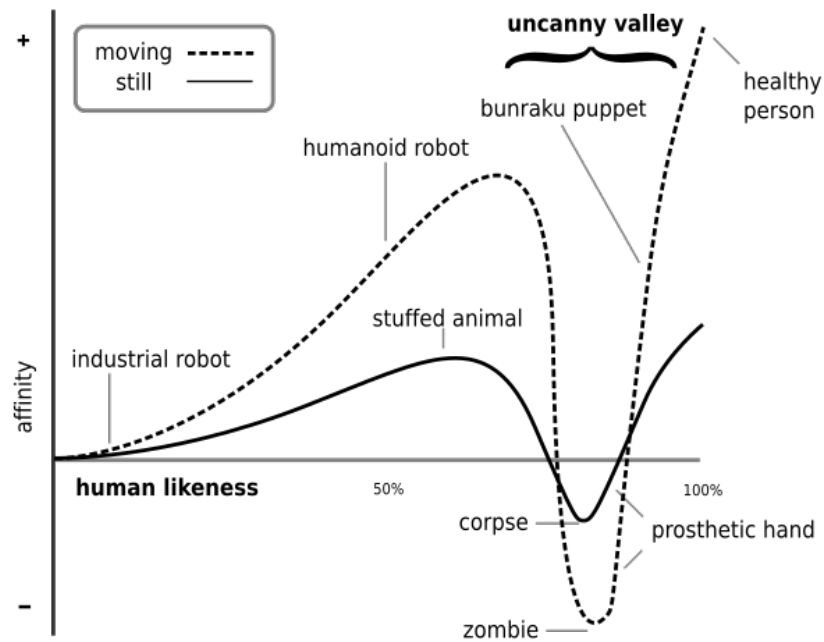 uncanny valley
+
moving
still
healthy
person
bunraku puppet
humanoid robot
stuffed animal
industrial robot
affinity
human likeness
50%
100%
corpse
prosthetic hand
–
zombie